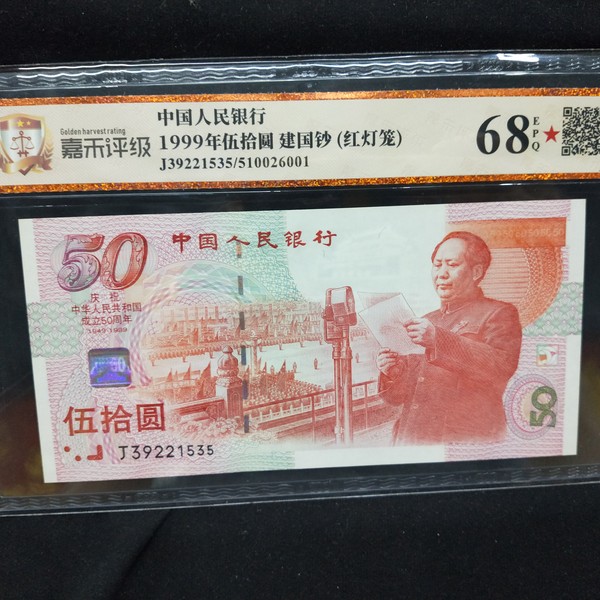 Golden harvest rating
嘉禾评级
中国人民银行
1999年伍拾圆 建国钞 (红灯笼)
J39221535/510026001
68 EPQ★
50
中国人民银行
庆祝
中华人民共和国
成立50周年
1949-1999
50
伍拾圆
J39221535
50